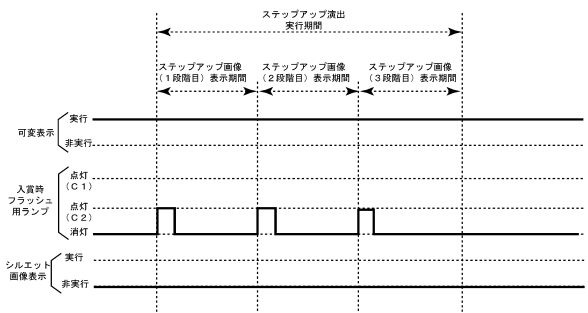 ステップアップ演出
実行期間
ステップアップ画像
(1段階目)表示期間
ステップアップ画像
(2段階目)表示期間
ステップアップ画像
(3段階目)表示期間
可変表示
実行
非実行
入賞時
フラッシュ
用ランプ
点灯
(C1)
点灯
(C2)
消灯
シルエット
画像表示
実行
非実行